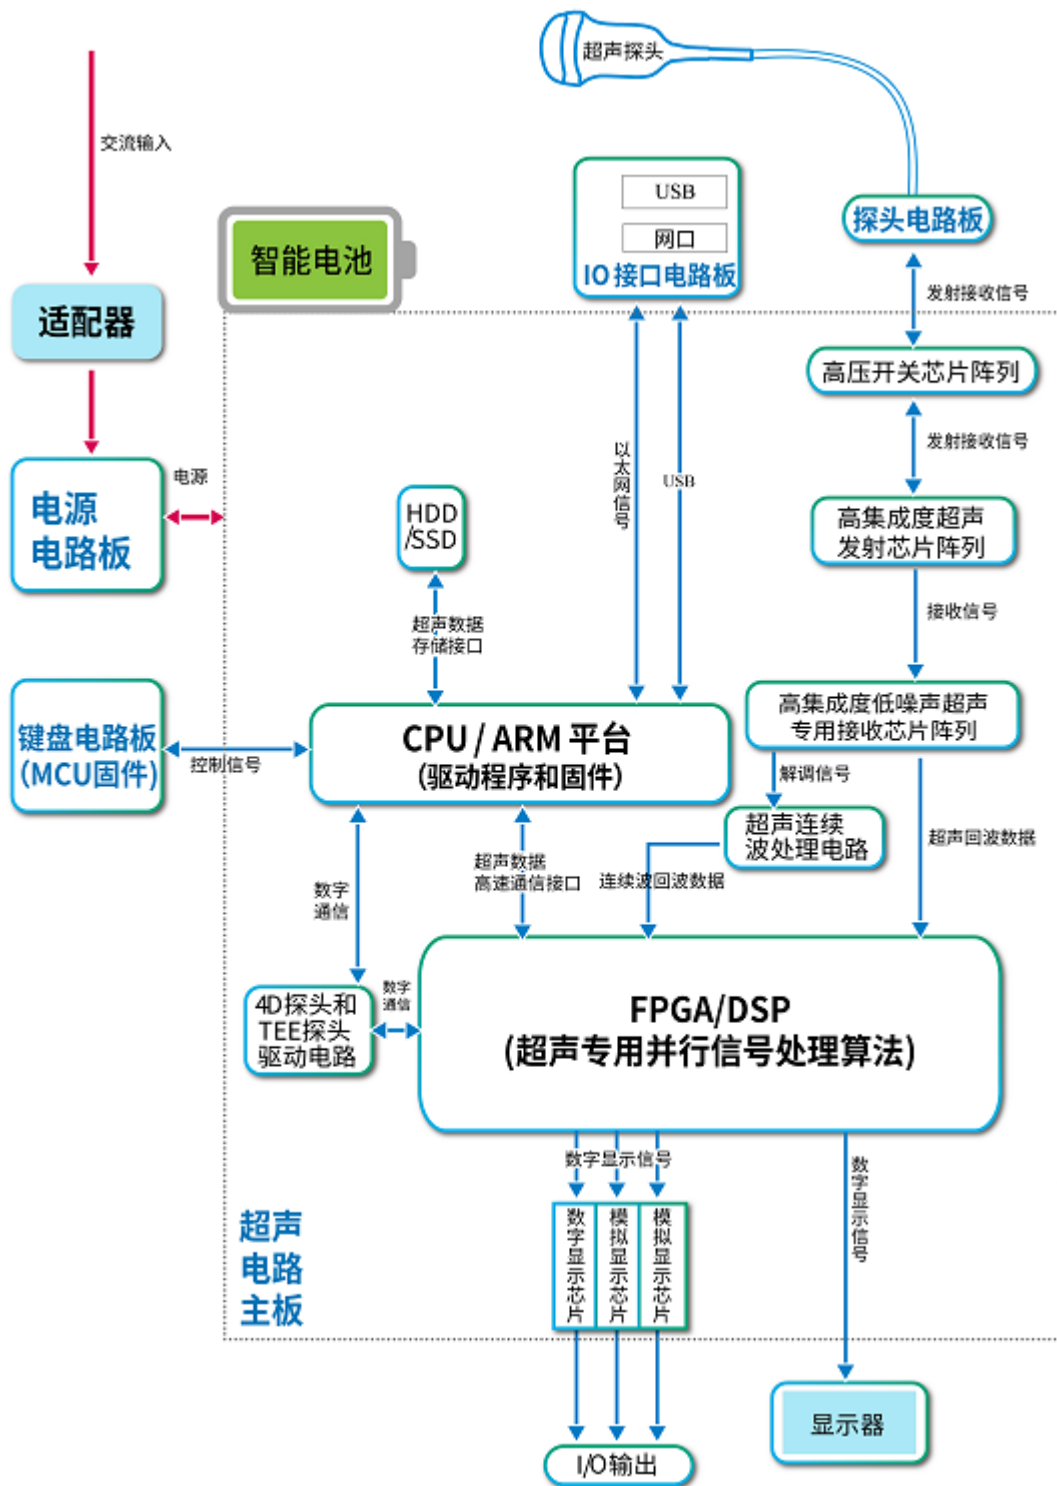 超声探头
交流输入
USB
网口
IO 接口电路板
探头电路板
智能电池
发射接收信号
适配器
高压开关芯片阵列
发射接收信号
以太网信号
USB
电源
电源
电路板
HDD
/SSD
高集成度超声
发射芯片阵列
超声数据
存储接口
接收信号
键盘电路板
(MCU固件)
控制信号
CPU / ARM 平台
(驱动程序和固件)
高集成度低噪声超声
专用接收芯片阵列
解调信号
超声连续
波处理电路
超声回波数据
超声数据
高速通信接口
连续波回波数据
数字
通信
4D探头和
TEE探头
驱动电路
数字
通信
FPGA/DSP
(超声专用并行信号处理算法)
数字显示信号
数字显示信号
数字显示芯片
模拟显示芯片
模拟显示芯片
超声
电路
主板
显示器
I/O输出